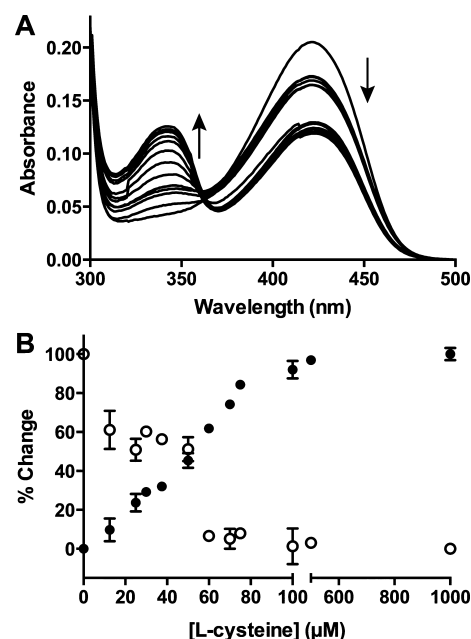 A
0.20
0.15
0.10
0.05
0.00
Absorbance
300 350 400 450 500
Wavelength (nm)
B
100
80
60
40
20
0
% Change
0 20 40 60 80 100 600 800 1000
[L-cysteine] (µM)